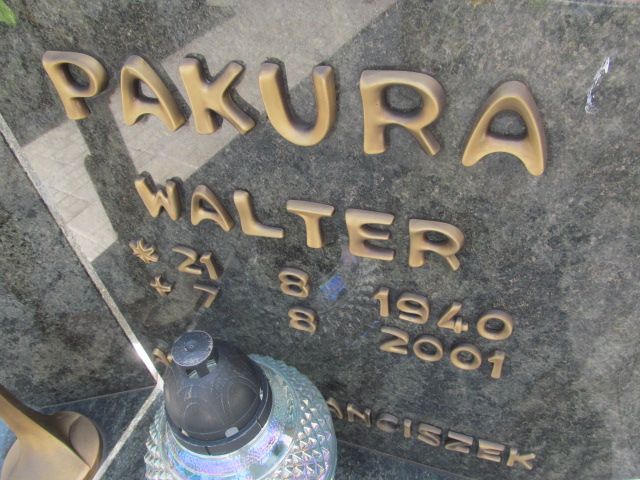 PAKURA
WALTER
* 21 8 1940
* 7 8 2001
ANCISZEK